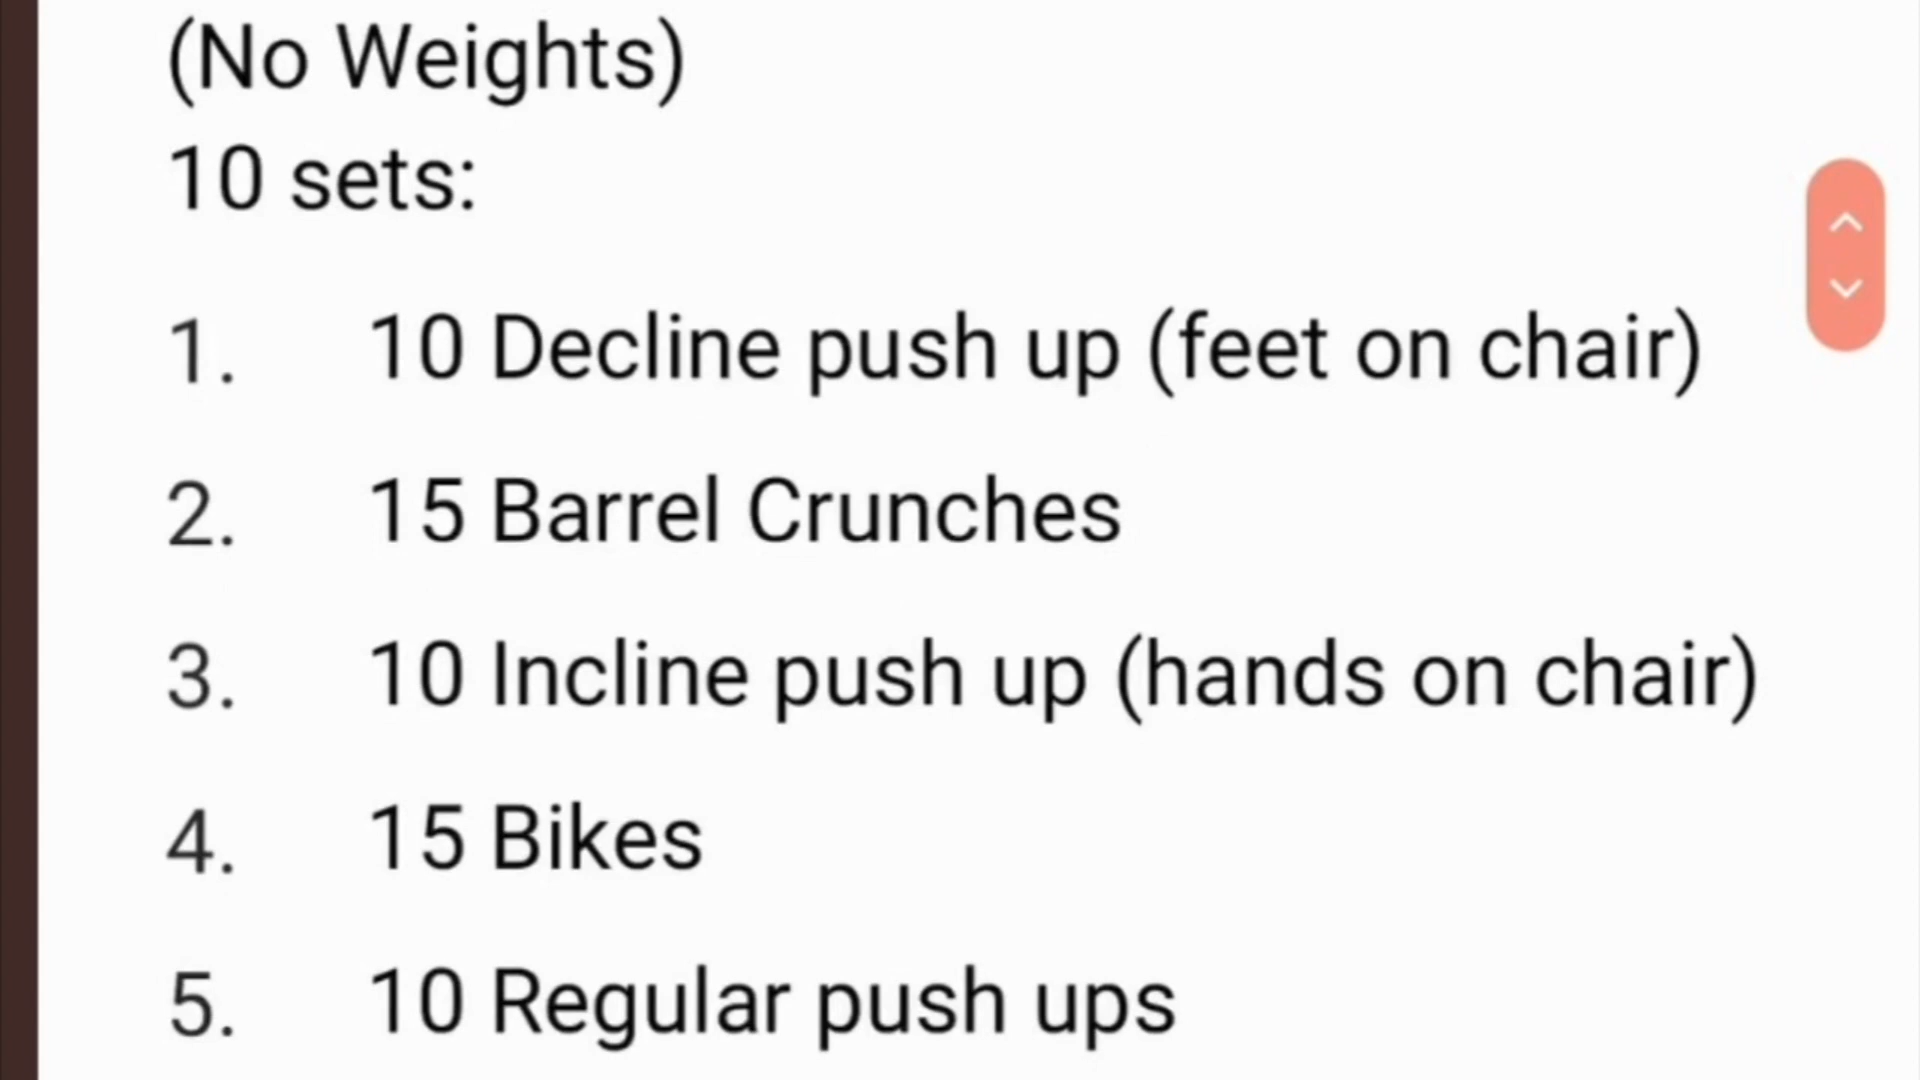 (No Weights)
10 sets:
1. 10 Decline push up (feet on chair)
2. 15 Barrel Crunches
3. 10 Incline push up (hands on chair)
4. 15 Bikes
5. 10 Regular push ups